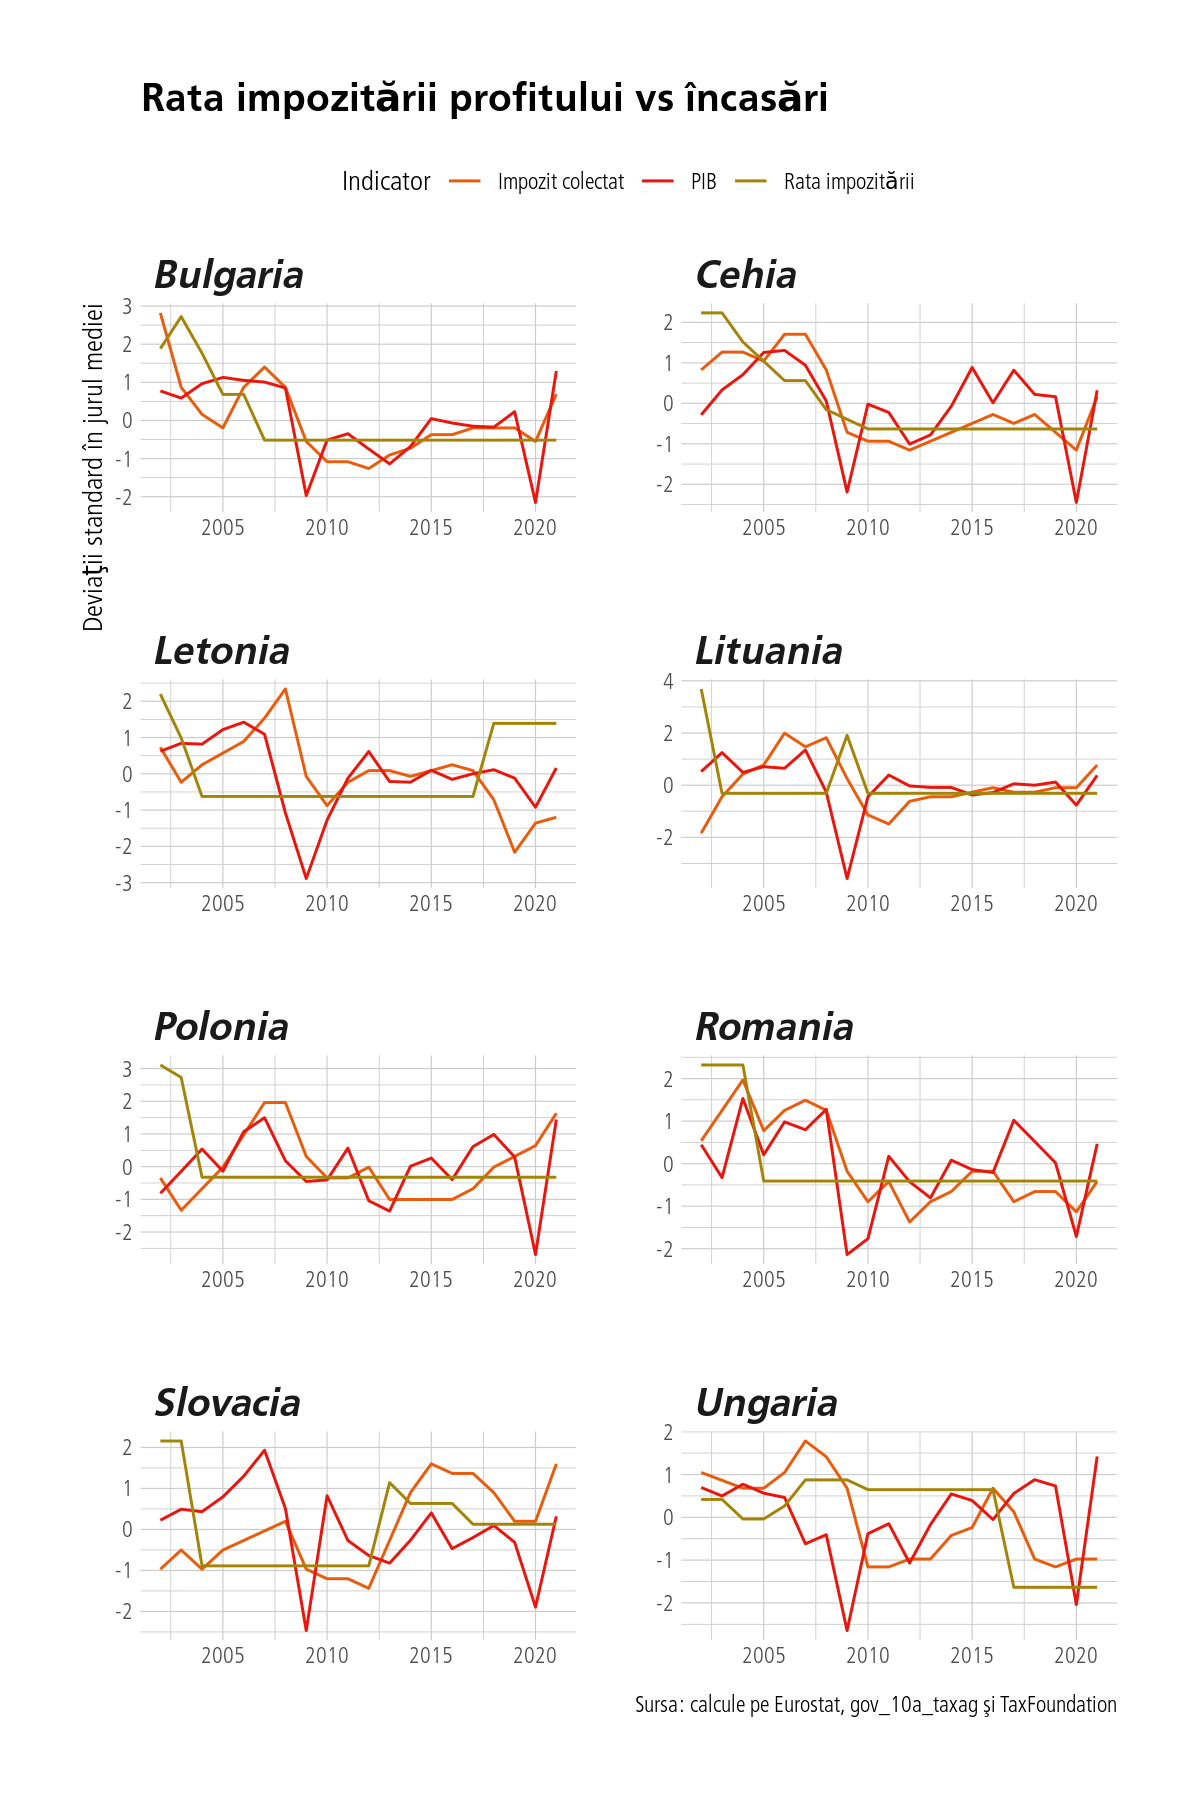 Rata impozitării profitului vs încasări
Indicator Impozit colectat PIB Rata impozitării
Deviaţii standard în jurul mediei
Bulgaria
3
2
1
0
-1
-2
2005 2010 2015 2020
Cehia
2
1
0
-1
-2
2005 2010 2015 2020
Letonia
2
1
0
-1
-2
-3
2005 2010 2015 2020
Lituania
4
2
0
-2
2005 2010 2015 2020
Polonia
3
2
1
0
-1
-2
2005 2010 2015 2020
Romania
2
1
0
-1
-2
2005 2010 2015 2020
Slovacia
2
1
0
-1
-2
2005 2010 2015 2020
Ungaria
2
1
0
-1
-2
2005 2010 2015 2020
Sursa: calcule pe Eurostat, gov_10a_taxag şi TaxFoundation